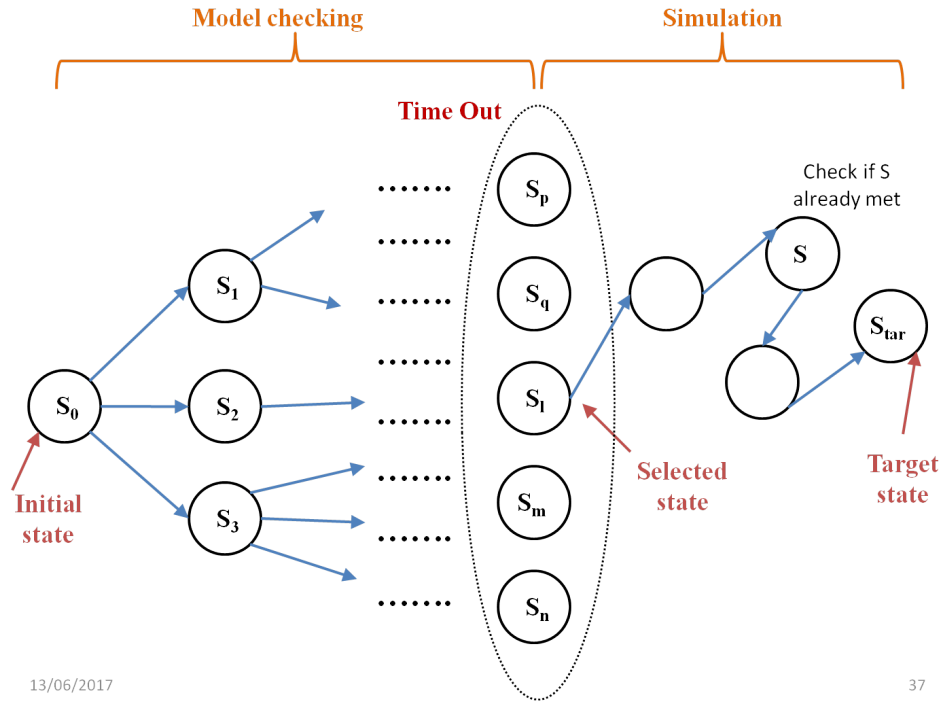 Model checking
Simulation
Time Out
.......
Sp
Check if S
already met
.......
S
S1
.......
Sq
Star
.......
S0
S2
Sl
.......
Initial
state
Selected
state
Target
state
.......
S3
Sm
.......
.......
Sn
13/06/2017
37